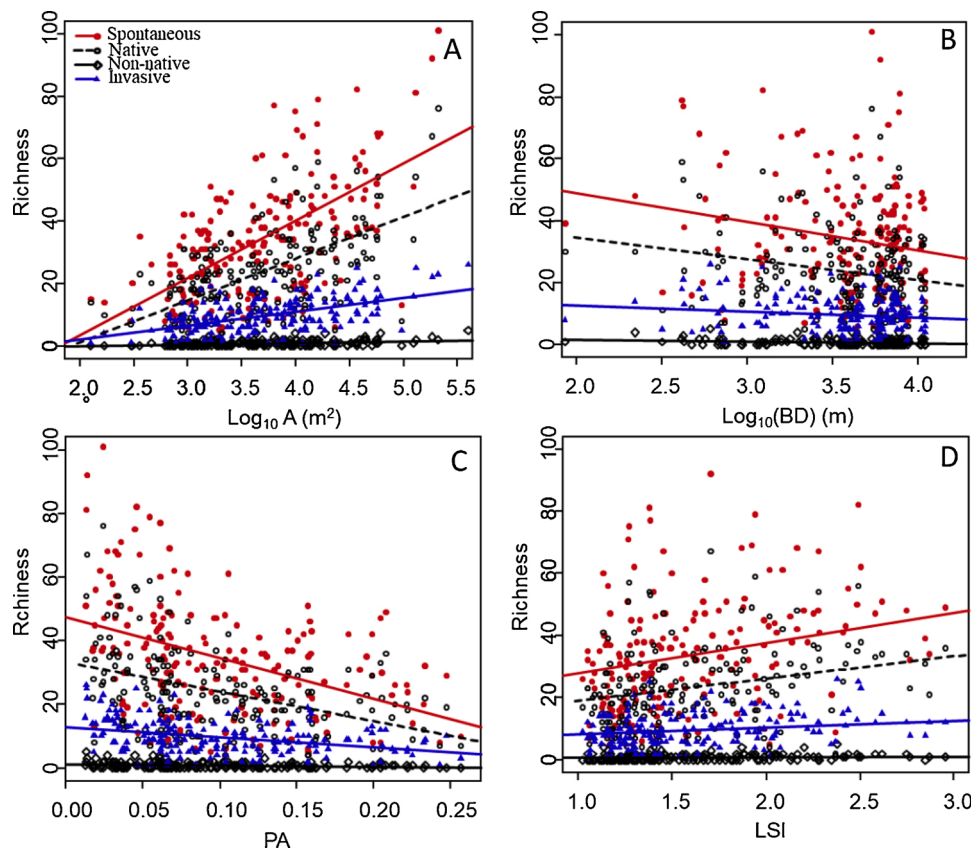 A
Spontaneous
Native
Non-native
Invasive
Richness
0 20 40 60 80 100
2.0 2.5 3.0 3.5 4.0 4.5 5.0 5.5
Log10 A (m2)
B
Richness
0 20 40 60 80 100
2.0 2.5 3.0 3.5 4.0
Log10(BD) (m)
C
Rchiness
0 20 40 60 80 100
0.00 0.05 0.10 0.15 0.20 0.25
PA
D
Richness
0 20 40 60 80 100
1.0 1.5 2.0 2.5 3.0
LSI